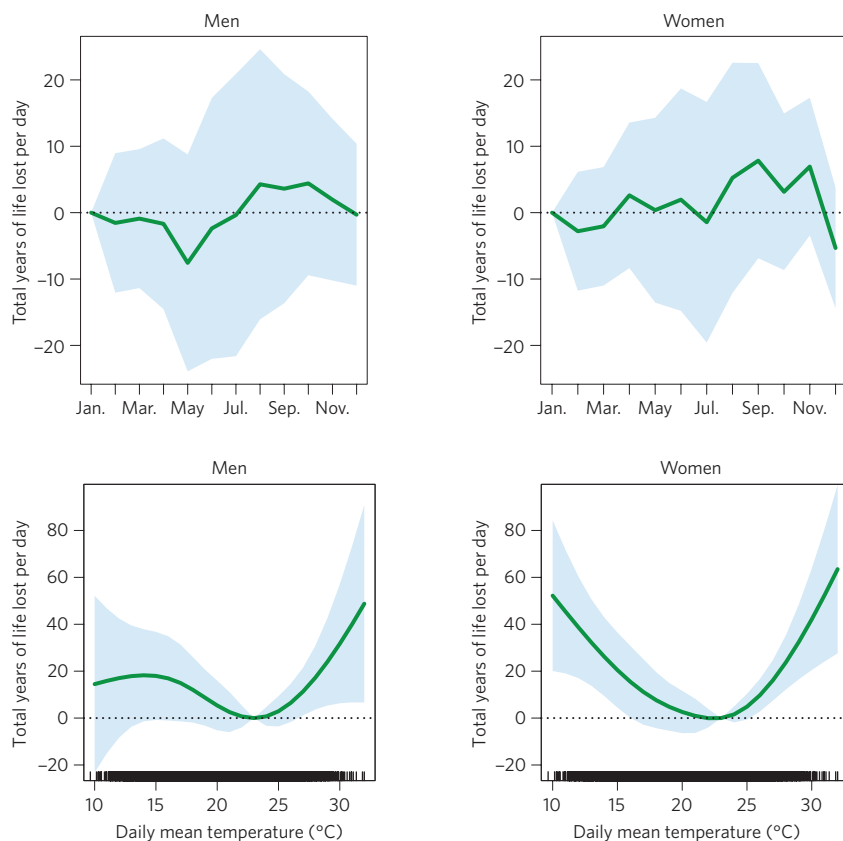 Men
Women
Total years of life lost per day
20
10
0
−10
−20
Jan. Mar. May Jul. Sep. Nov.
Total years of life lost per day
20
10
0
−10
−20
Jan. Mar. May Jul. Sep. Nov.
Men
Women
Total years of life lost per day
80
60
40
20
0
−20
10 15 20 25 30
Daily mean temperature (°C)
Total years of life lost per day
80
60
40
20
0
−20
10 15 20 25 30
Daily mean temperature (°C)